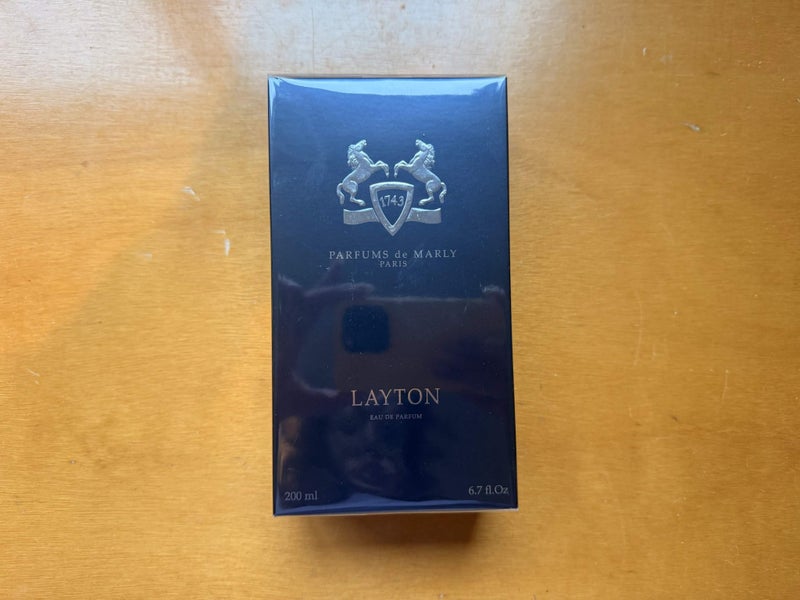 1743
PARFUMS de MARLY
PARIS
LAYTON
EAU DE PARFUM
200 ml
6.7 fl.Oz